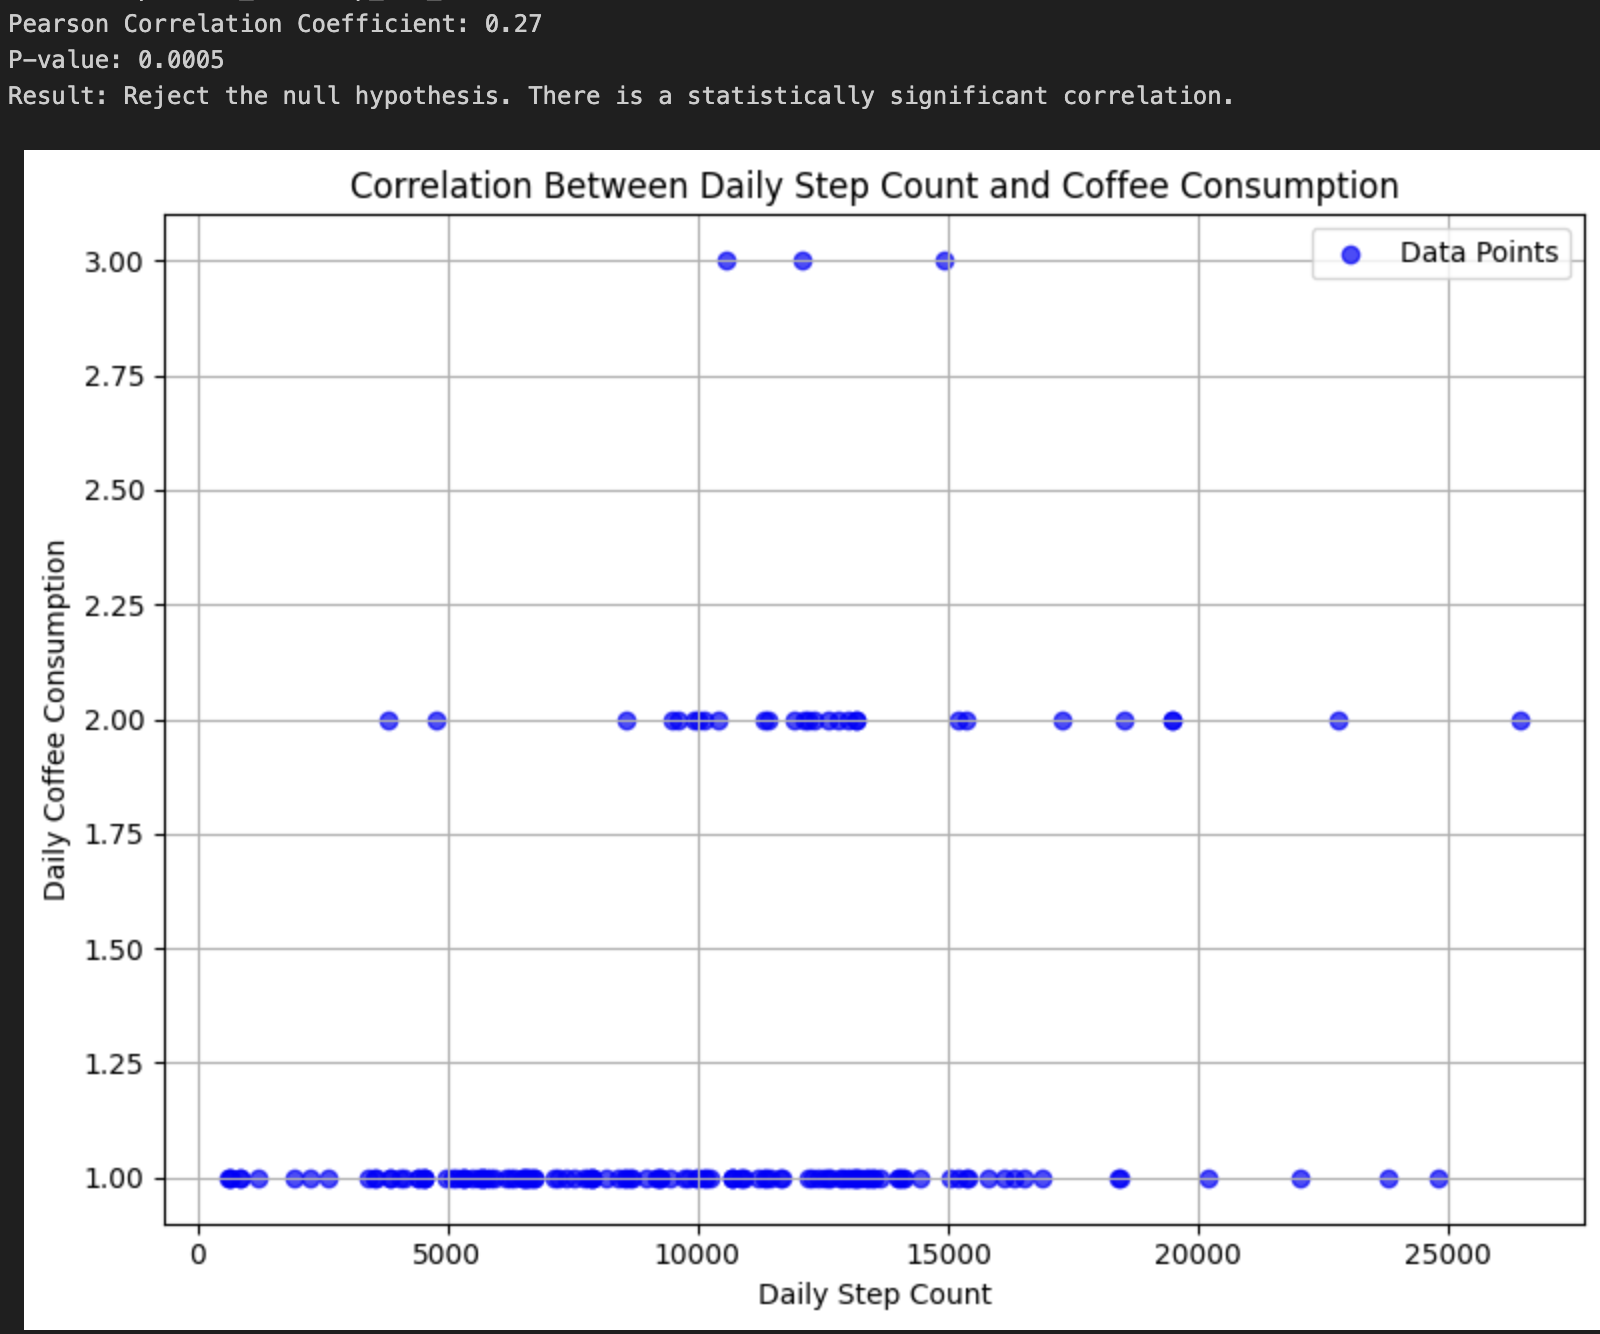 Pearson Correlation Coefficient: 0.27
P-value: 0.0005
Result: Reject the null hypothesis. There is a statistically significant correlation.
Correlation Between Daily Step Count and Coffee Consumption
Data Points
3.00
2.75
2.50
2.25
2.00
1.75
1.50
1.25
1.00
Daily Coffee Consumption
0 5000 10000 15000 20000 25000
Daily Step Count